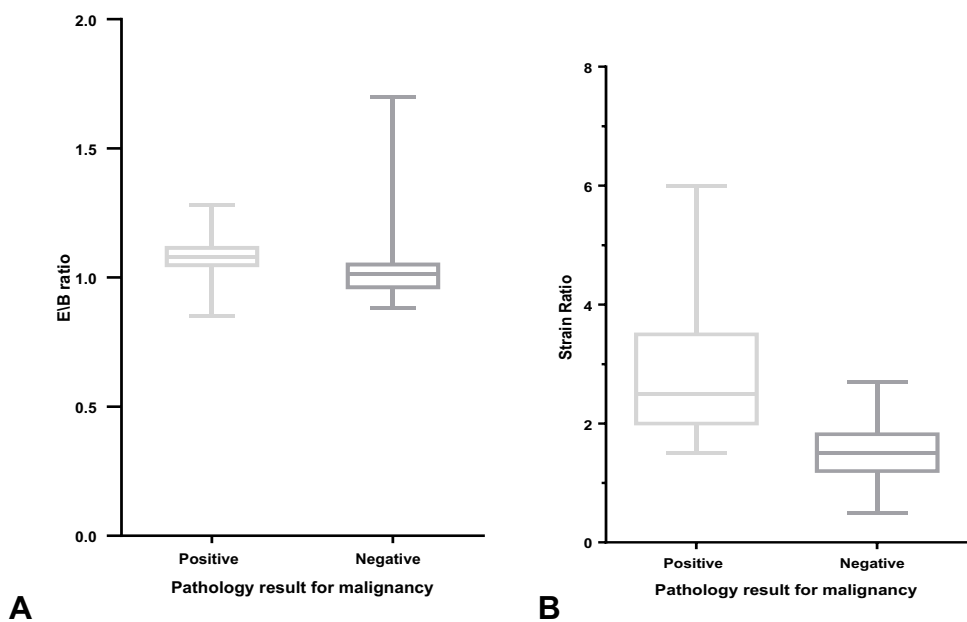 2.0
1.5
1.0
0.5
0.0
E\B ratio
Positive
Negative
Pathology result for malignancy
A
8
6
4
2
0
Strain Ratio
Positive
Negative
Pathology result for malignancy
B